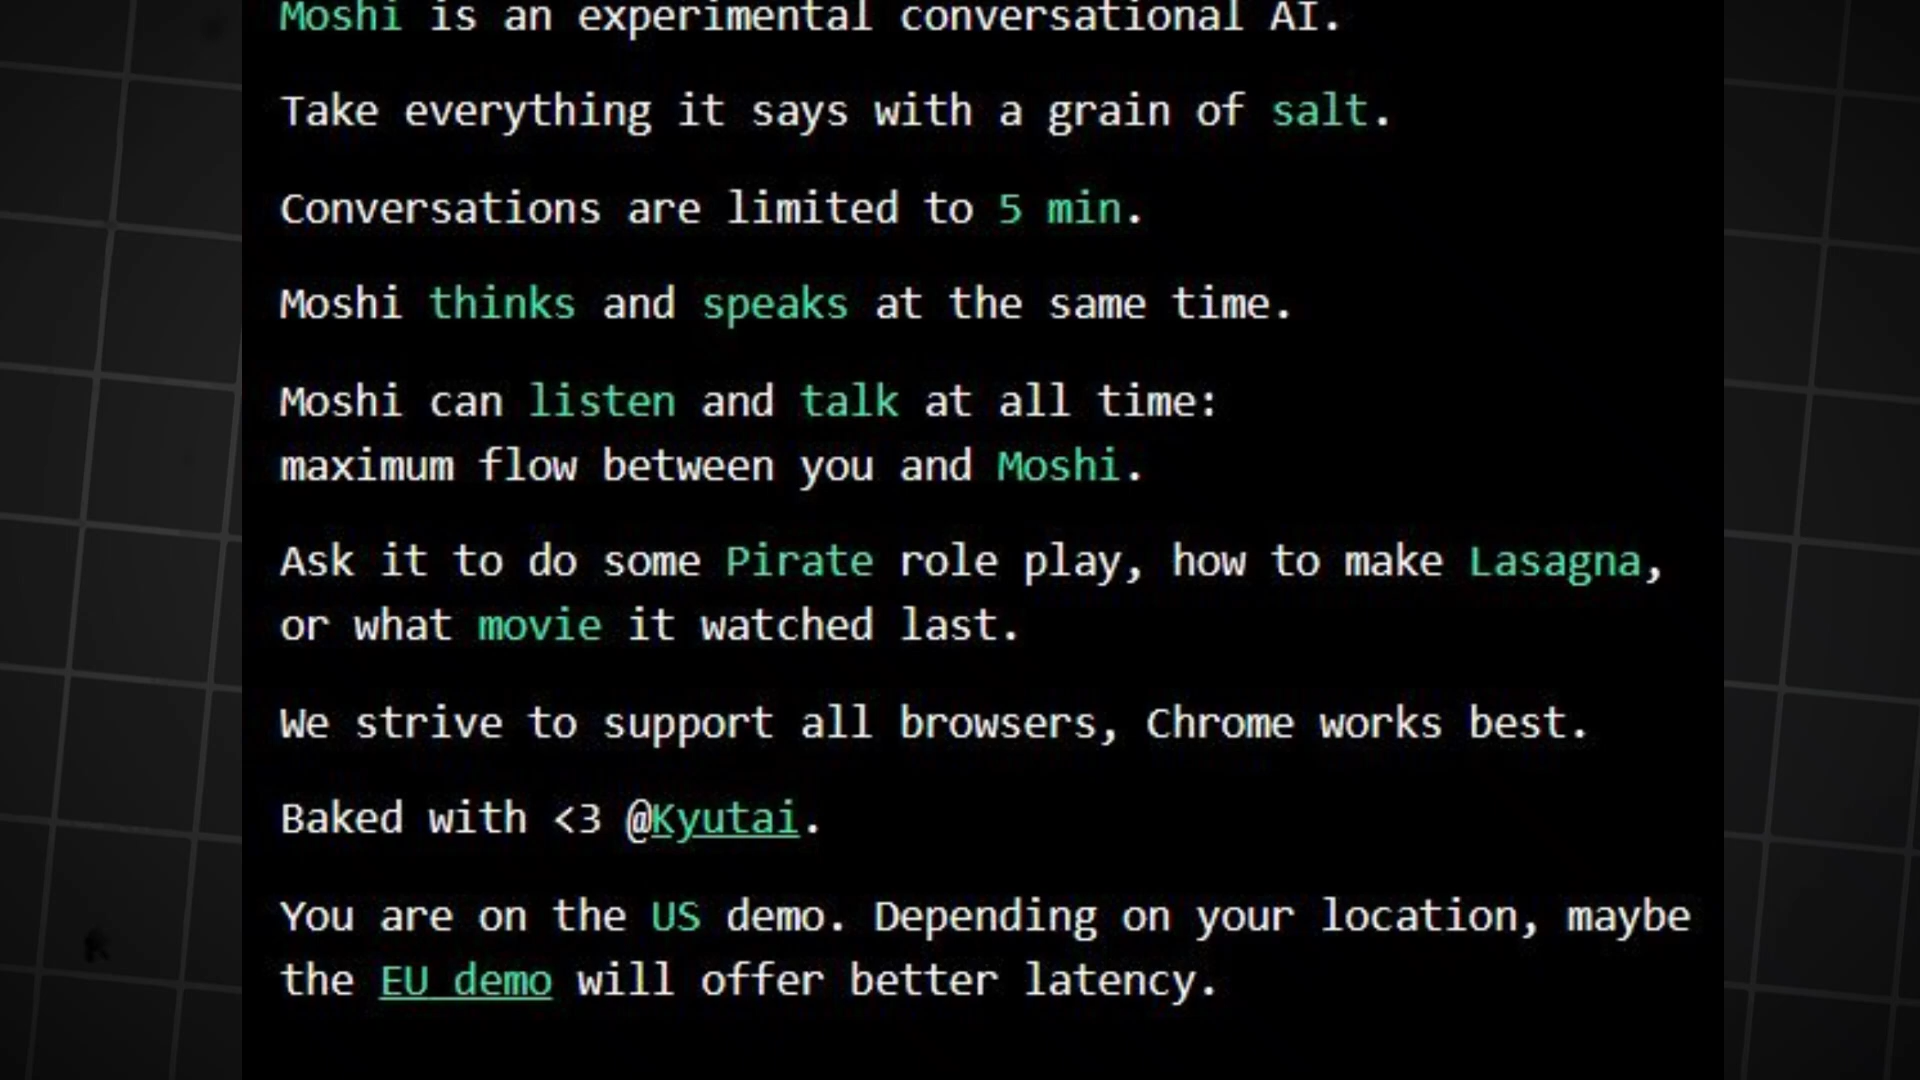 Moshi is an experimental conversational AI.
Take everything it says with a grain of salt.
Conversations are limited to 5 min.
Moshi thinks and speaks at the same time.
Moshi can listen and talk at all time:
maximum flow between you and Moshi.
Ask it to do some Pirate role play, how to make Lasagna,
or what movie it watched last.
We strive to support all browsers, Chrome works best.
Baked with <3 @Kyutai.
You are on the US demo. Depending on your location, maybe
the EU demo will offer better latency.